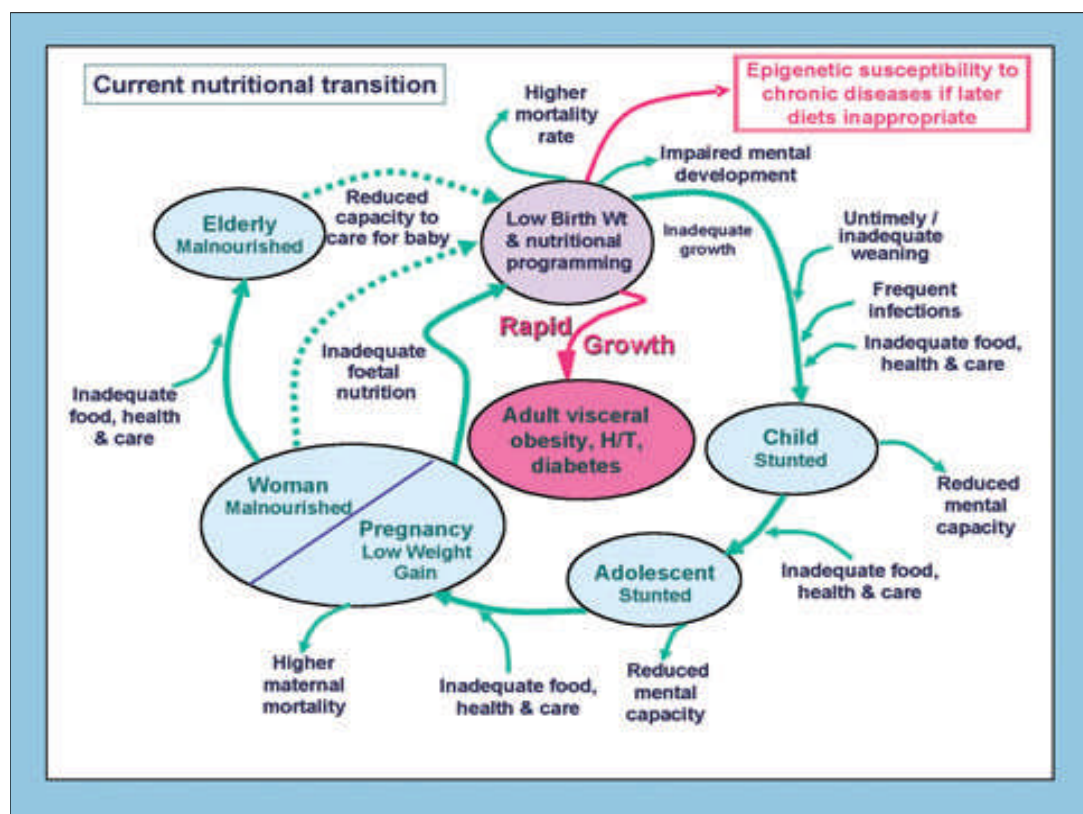 Current nutritional transition
Epigenetic susceptibility to
chronic diseases if later
diets inappropriate
Higher
mortality
rate
Impaired mental
development
Elderly
Malnourished
Reduced
capacity to
care for baby
Low Birth Wt
& nutritional
programming
Inadequate
growth
Untimely /
inadequate
weaning
Frequent
infections
Inadequate food,
health & care
Rapid
Growth
Inadequate
foetal
nutrition
Inadequate
food, health
& care
Adult visceral
obesity, H/T,
diabetes
Child
Stunted
Reduced
mental
capacity
Woman
Malnourished
Pregnancy
Low Weight
Gain
Adolescent
Stunted
Inadequate food,
health & care
Higher
maternal
mortality
Inadequate food,
health & care
Reduced
mental
capacity